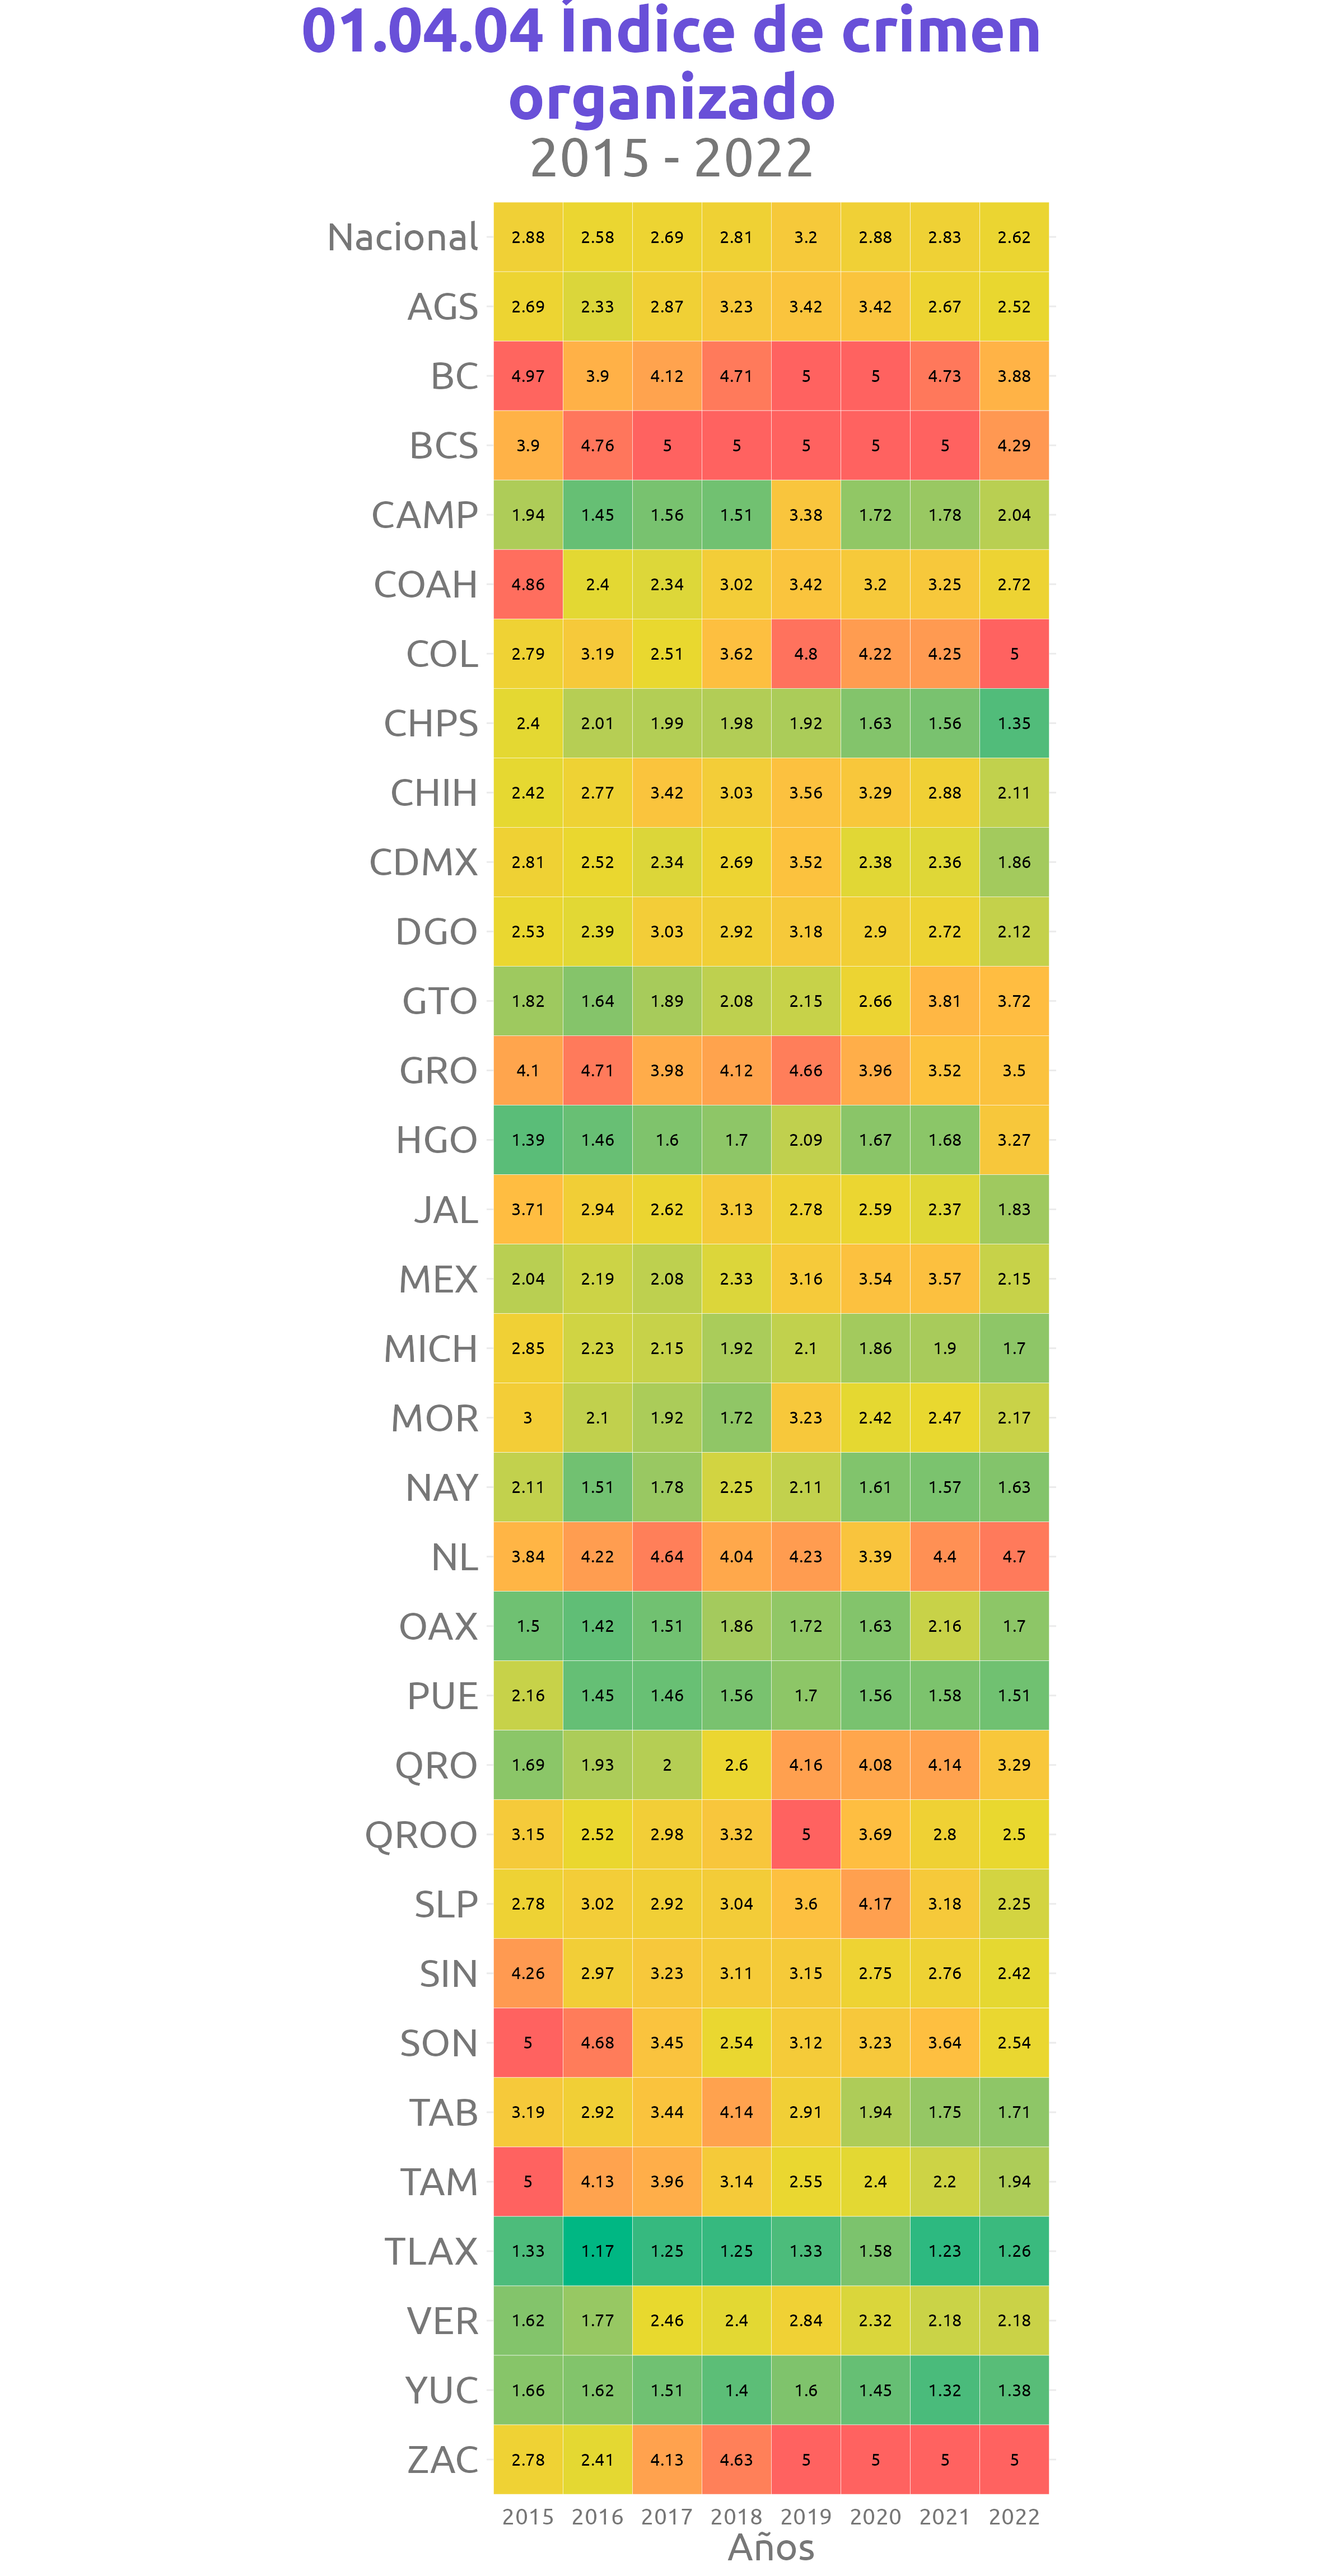 01.04.04 Índice de crimen
organizado
2015 - 2022
Nacional 2.88 2.58 2.69 2.81 3.2 2.88 2.83 2.62
AGS 2.69 2.33 2.87 3.23 3.42 3.42 2.67 2.52
BC 4.97 3.9 4.12 4.71 5 5 4.73 3.88
BCS 3.9 4.76 5 5 5 5 5 4.29
CAMP 1.94 1.45 1.56 1.51 3.38 1.72 1.78 2.04
COAH 4.86 2.4 2.34 3.02 3.42 3.2 3.25 2.72
COL 2.79 3.19 2.51 3.62 4.8 4.22 4.25 5
CHPS 2.4 2.01 1.99 1.98 1.92 1.63 1.56 1.35
CHIH 2.42 2.77 3.42 3.03 3.56 3.29 2.88 2.11
CDMX 2.81 2.52 2.34 2.69 3.52 2.38 2.36 1.86
DGO 2.53 2.39 3.03 2.92 3.18 2.9 2.72 2.12
GTO 1.82 1.64 1.89 2.08 2.15 2.66 3.81 3.72
GRO 4.1 4.71 3.98 4.12 4.66 3.96 3.52 3.5
HGO 1.39 1.46 1.6 1.7 2.09 1.67 1.68 3.27
JAL 3.71 2.94 2.62 3.13 2.78 2.59 2.37 1.83
MEX 2.04 2.19 2.08 2.33 3.16 3.54 3.57 2.15
MICH 2.85 2.23 2.15 1.92 2.1 1.86 1.9 1.7
MOR 3 2.1 1.92 1.72 3.23 2.42 2.47 2.17
NAY 2.11 1.51 1.78 2.25 2.11 1.61 1.57 1.63
NL 3.84 4.22 4.64 4.04 4.23 3.39 4.4 4.7
OAX 1.5 1.42 1.51 1.86 1.72 1.63 2.16 1.7
PUE 2.16 1.45 1.46 1.56 1.7 1.56 1.58 1.51
QRO 1.69 1.93 2 2.6 4.16 4.08 4.14 3.29
QROO 3.15 2.52 2.98 3.32 5 3.69 2.8 2.5
SLP 2.78 3.02 2.92 3.04 3.6 4.17 3.18 2.25
SIN 4.26 2.97 3.23 3.11 3.15 2.75 2.76 2.42
SON 5 4.68 3.45 2.54 3.12 3.23 3.64 2.54
TAB 3.19 2.92 3.44 4.14 2.91 1.94 1.75 1.71
TAM 5 4.13 3.96 3.14 2.55 2.4 2.2 1.94
TLAX 1.33 1.17 1.25 1.25 1.33 1.58 1.23 1.26
VER 1.62 1.77 2.46 2.4 2.84 2.32 2.18 2.18
YUC 1.66 1.62 1.51 1.4 1.6 1.45 1.32 1.38
ZAC 2.78 2.41 4.13 4.63 5 5 5 5
2015 2016 2017 2018 2019 2020 2021 2022
Años